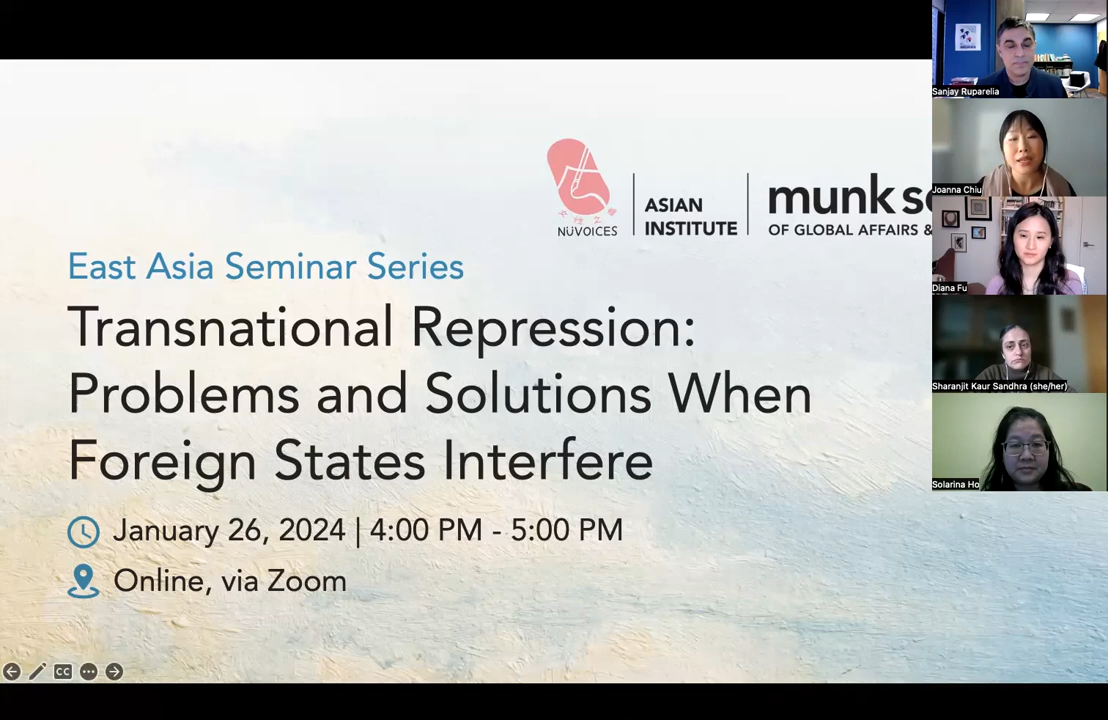 NÜVOICES
ASIAN
INSTITUTE
munk
OF GLOBAL AFFAIRS &
East Asia Seminar Series
Transnational Repression:
Problems and Solutions When
Foreign States Interfere
January 26, 2024 | 4:00 PM - 5:00 PM
Online, via Zoom
Sanjay Ruparelia
Joanna Chiu
Diana Fu
Sharanjit Kaur Sandhra (she/her)
Solarina Ho
CC